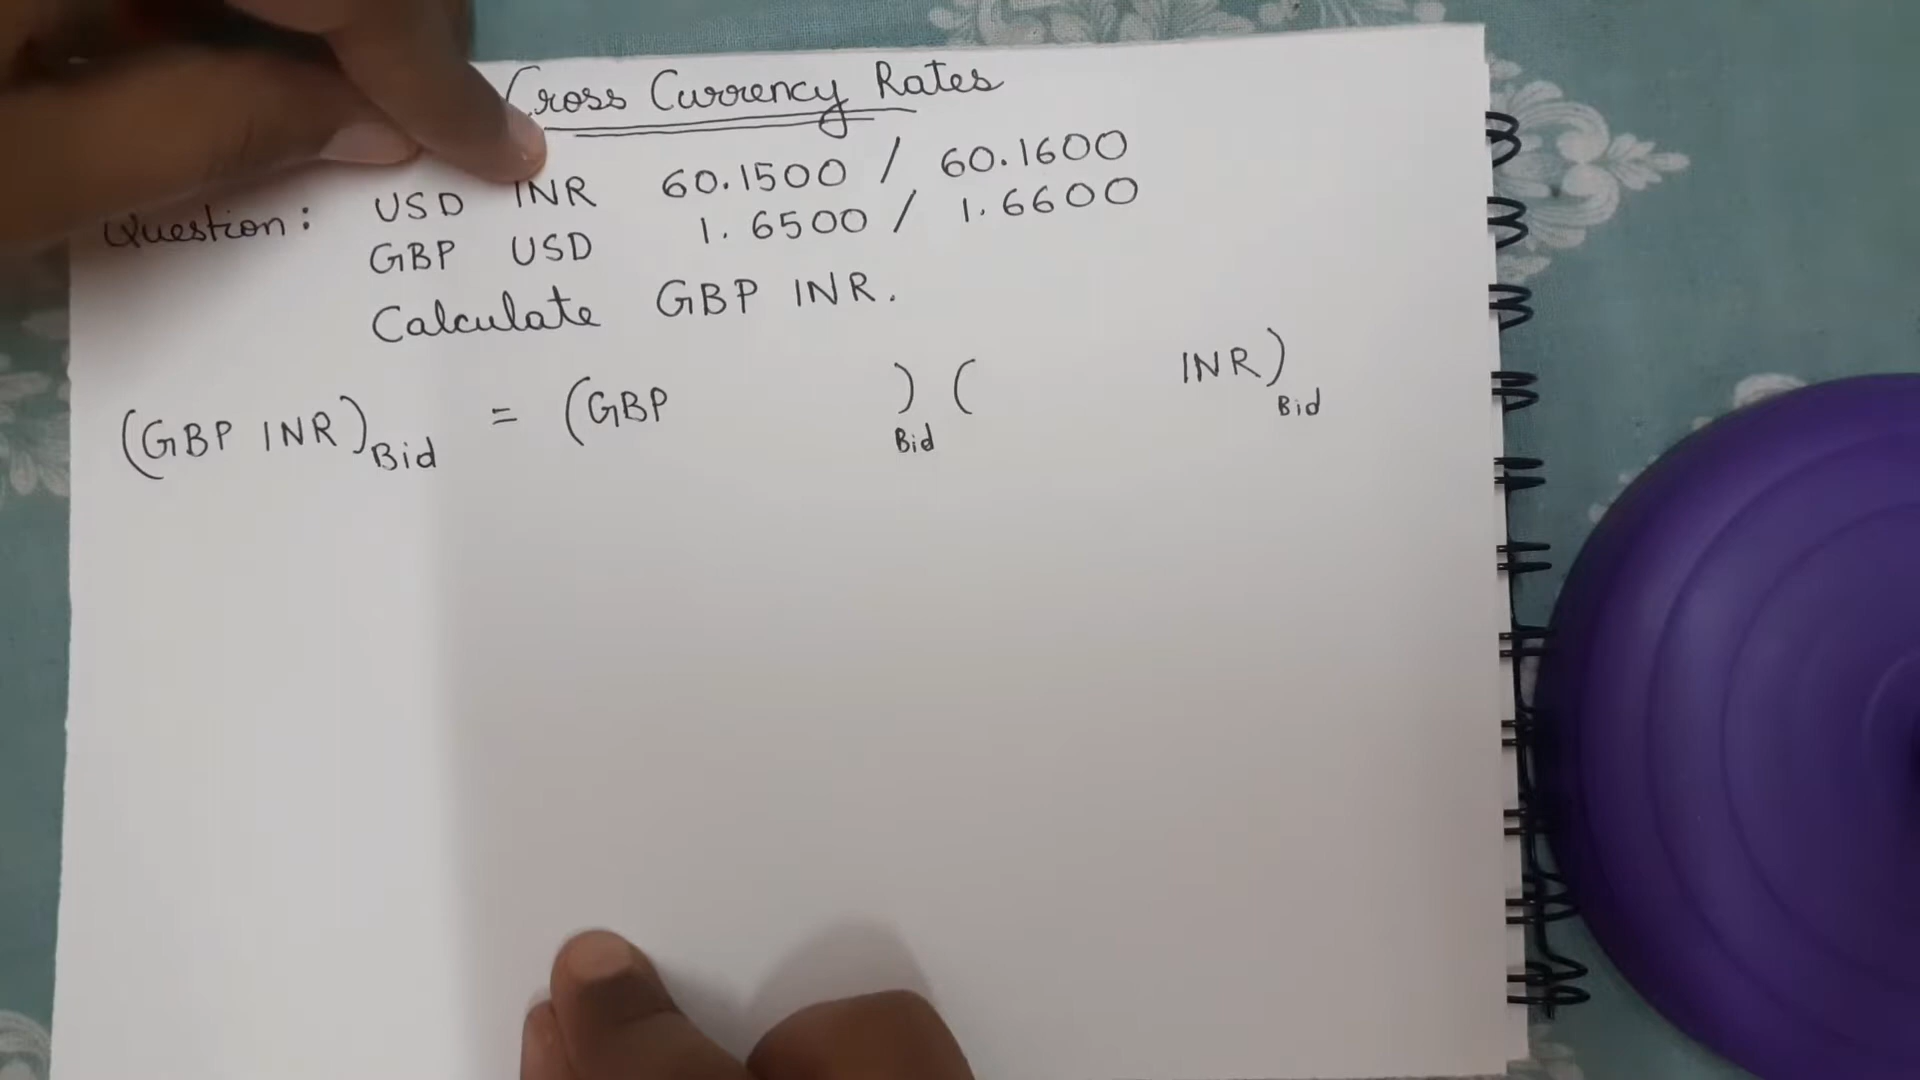 Cross Currency Rates
Question: USD INR 60.1500 / 60.1600
GBP USD 1.6500 / 1.6600
Calculate GBP INR.
(GBP INR)Bid = (GBP )Bid ( INR)Bid